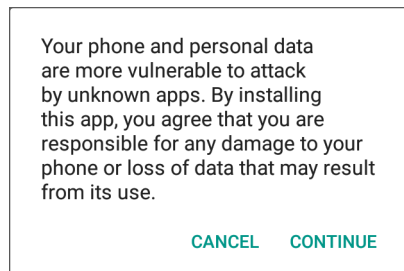 Your phone and personal data
are more vulnerable to attack
by unknown apps. By installing
this app, you agree that you are
responsible for any damage to your
phone or loss of data that may result
from its use.
CANCEL CONTINUE